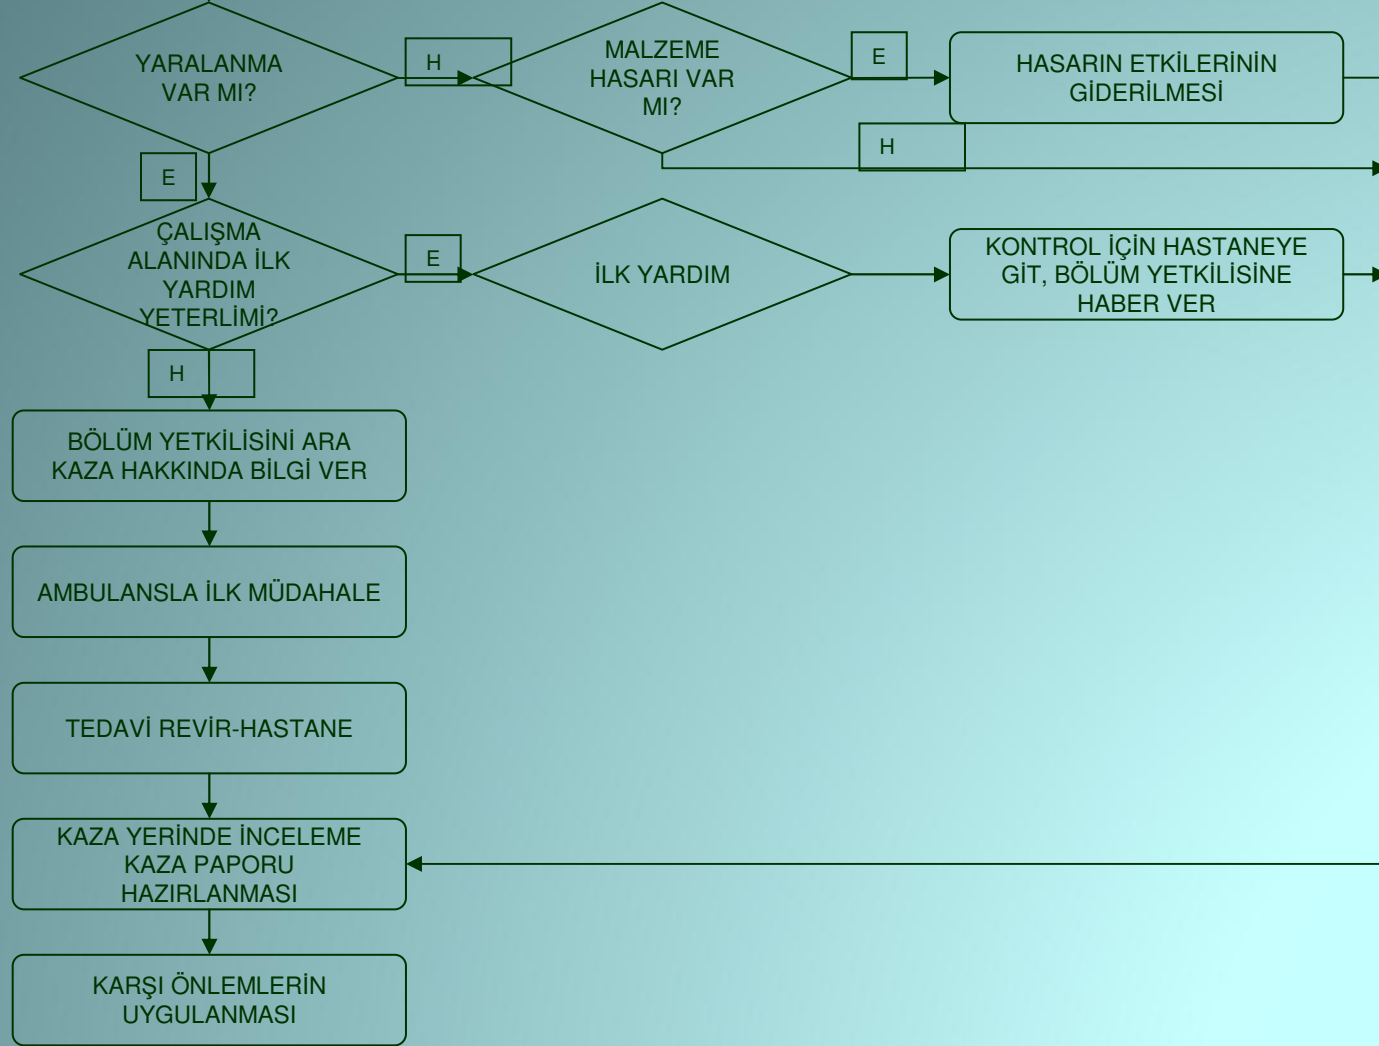 YARALANMA
VAR MI?
H
MALZEME
HASARI VAR
MI?
E
HASARIN ETKİLERİNİN
GİDERİLMESİ
H
E
ÇALIŞMA
ALANINDA İLK
YARDIM
YETERLİMİ?
E
İLK YARDIM
KONTROL İÇİN HASTANEYE
GİT, BÖLÜM YETKİLİSİNE
HABER VER
H
BÖLÜM YETKİLİSİNİ ARA
KAZA HAKKINDA BİLGİ VER
AMBULANSLA İLK MÜDAHALE
TEDAVİ REVİR-HASTANE
KAZA YERİNDE İNCELEME
KAZA PAPORU
HAZIRLANMASI
KARŞI ÖNLEMLERİN
UYGULANMASI